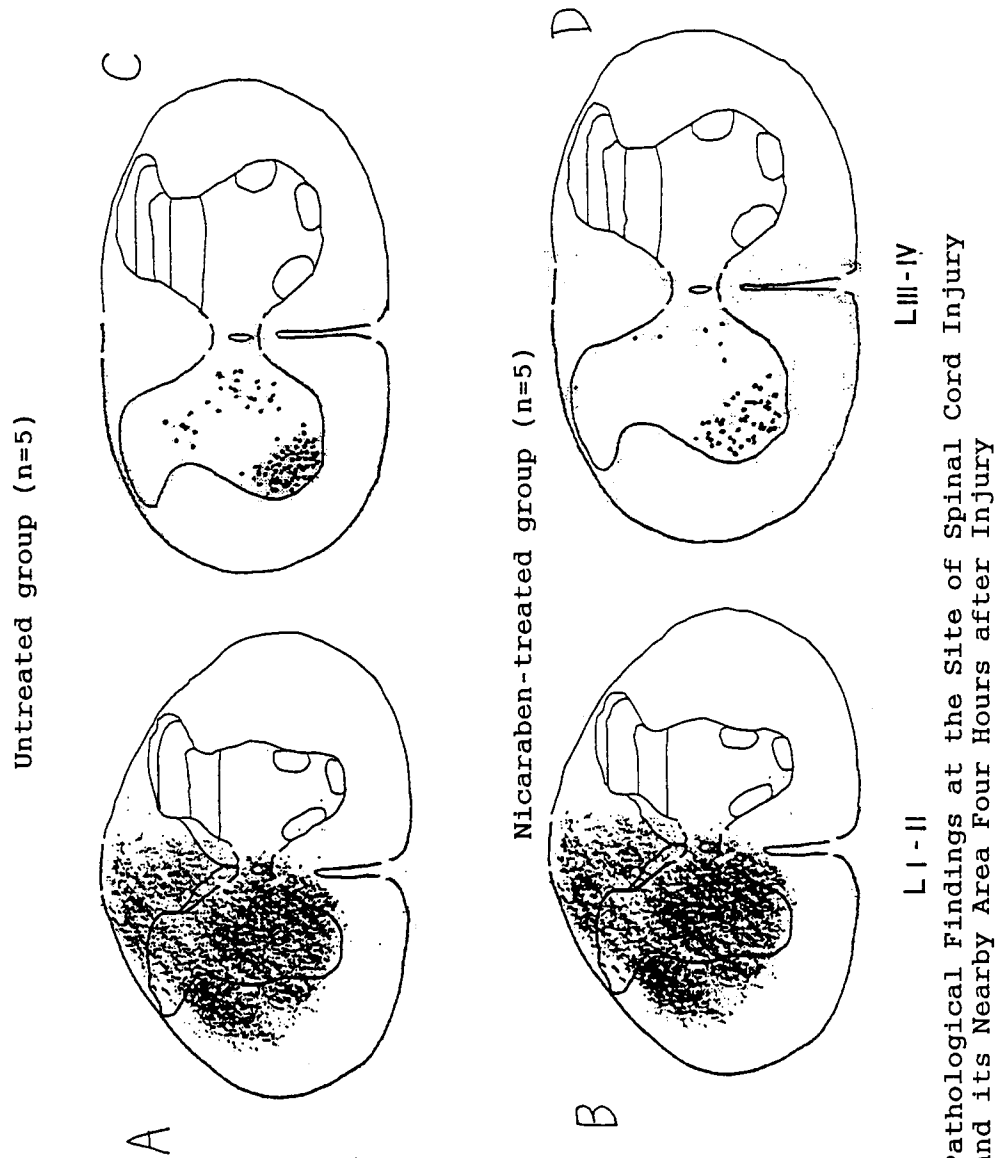 Untreated group (n=5)
A
C
Nicaraben-treated group (n=5)
B
D
L I - II
L III - IV
Pathological Findings at the Site of Spinal Cord Injury
and its Nearby Area Four Hours after Injury